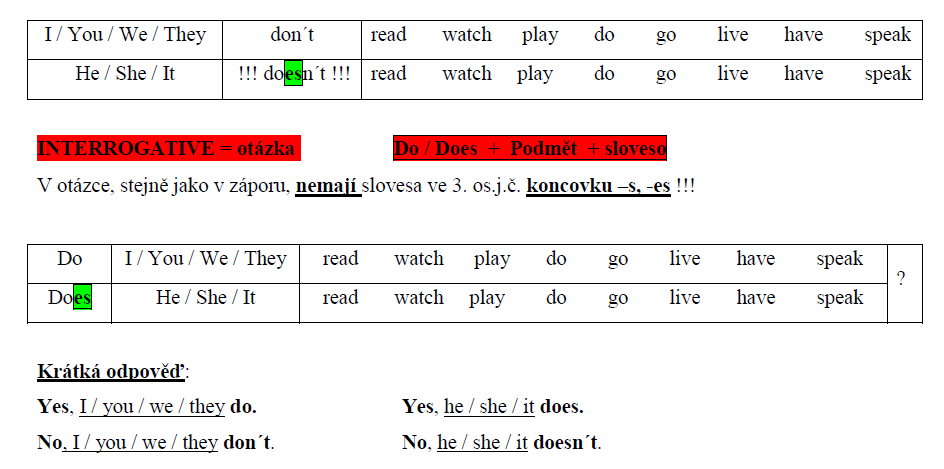 I / You / We / They don´t read watch play do go live have speak
He / She / It !!! doesn´t !!! read watch play do go live have speak
INTERROGATIVE = otázka Do / Does + Podmět + sloveso
V otázce, stejně jako v záporu, nemají slovesa ve 3. os.j.č. koncovku –s, -es !!!
Do I / You / We / They read watch play do go live have speak
?
Does He / She / It read watch play do go live have speak
Krátká odpověď:
Yes, I / you / we / they do. Yes, he / she / it does.
No, I / you / we / they don´t. No, he / she / it doesn´t.